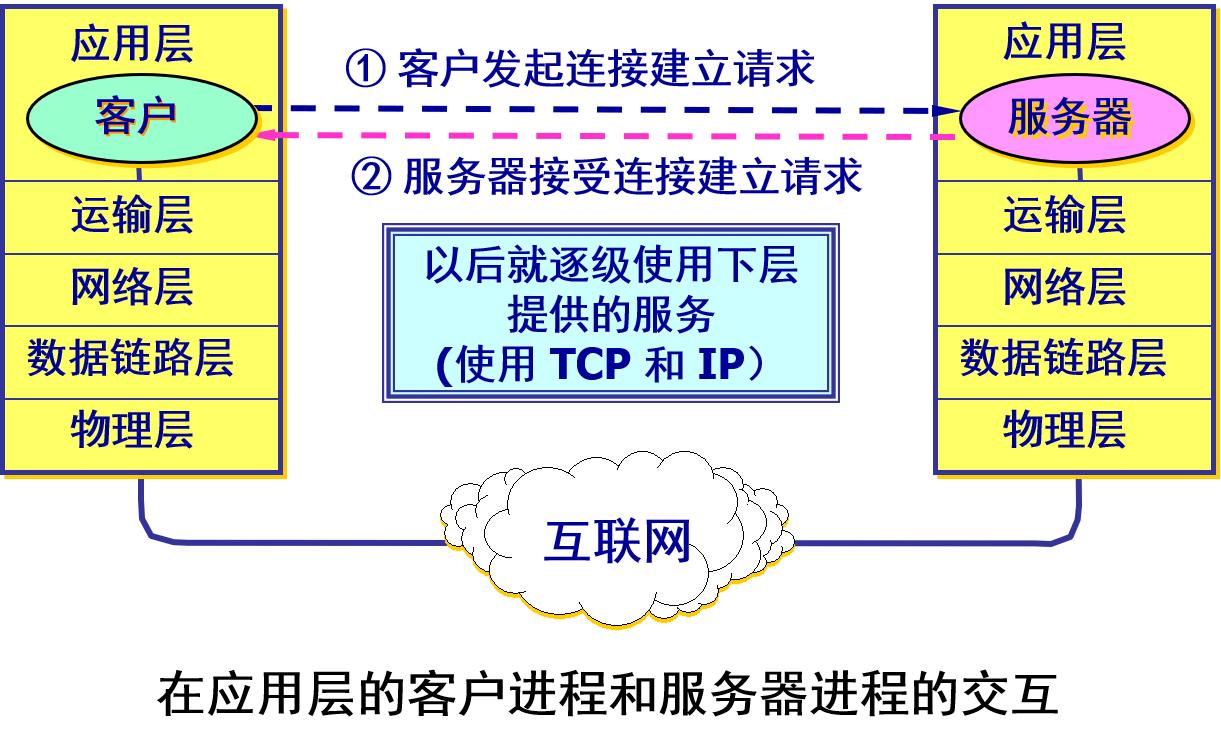 应用层
客户
运输层
网络层
数据链路层
物理层
① 客户发起连接建立请求
② 服务器接受连接建立请求
以后就逐级使用下层
提供的服务
(使用 TCP 和 IP）
应用层
服务器
运输层
网络层
数据链路层
物理层
互联网
在应用层的客户进程和服务器进程的交互